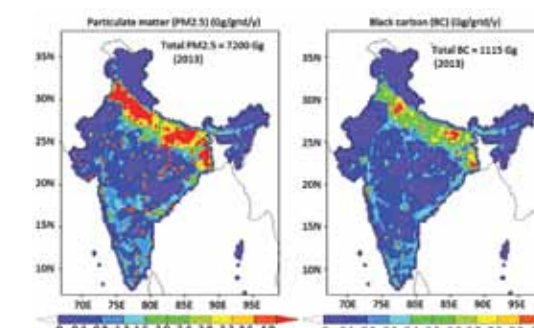 Particulate matter (PM2.5) (Gg/grid/y)
Total PM2.5 = 7200 Gg
(2013)
35N
30N
25N
20N
15N
10N
70E 75E 80E 85E 90E 95E
Black carbon (BC) (Gg/grid/y)
Total BC = 1115 Gg
(2013)
35N
30N
25N
20N
15N
10N
70E 75E 80E 85E 90E 95E